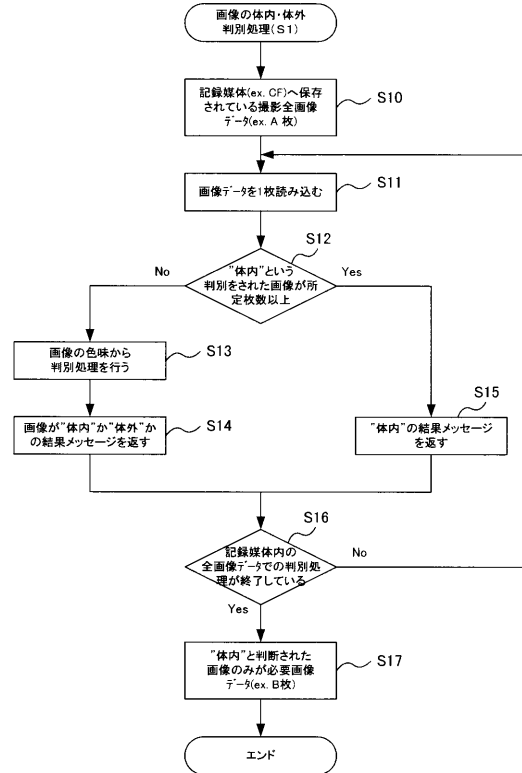 画像の体内・体外
判別処理(S1)
記録媒体(ex. CF)へ保存
されている撮影全画像
データ(ex. A 枚)
S10
画像データを1枚読み込む
S11
S12
"体内"という
判別をされた画像が所
定枚数以上
No
Yes
画像の色味から
判別処理を行う
S13
画像が"体内"か"体外"か
の結果メッセージを返す
S14
S15
"体内"の結果メッセージ
を返す
S16
記録媒体内の
全画像データでの判別処
理が終了している
No
Yes
"体内"と判断された
画像のみが必要画像
データ(ex. B枚)
S17
エンド